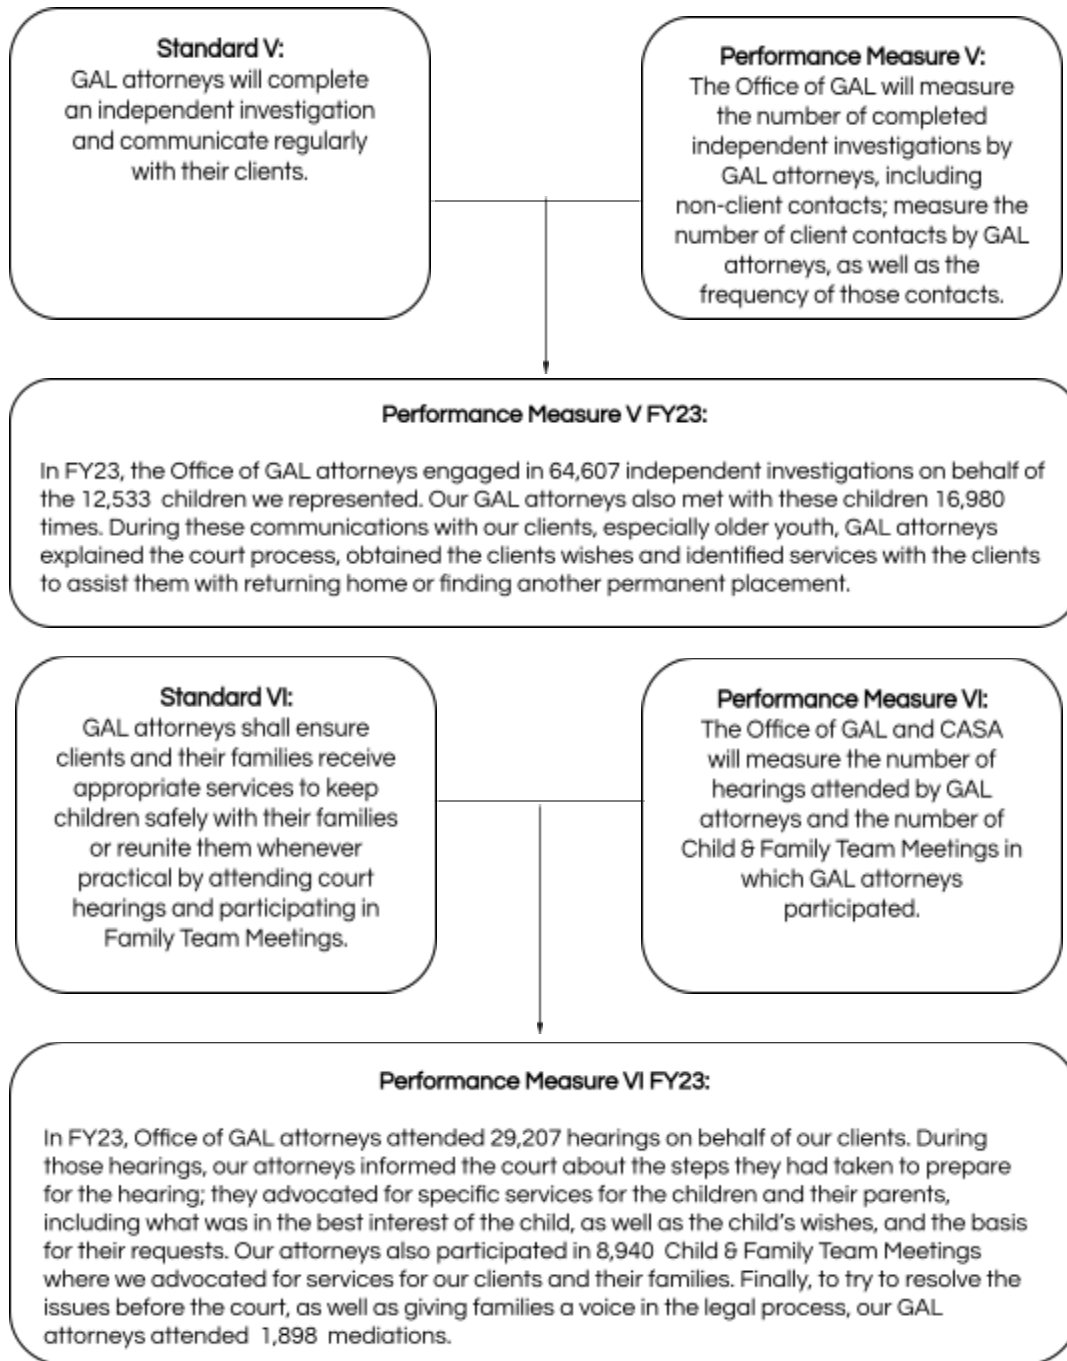 Standard V:
GAL attorneys will complete
an independent investigation
and communicate regularly
with their clients.
Performance Measure V:
The Office of GAL will measure
the number of completed
independent investigations by
GAL attorneys, including
non-client contacts; measure the
number of client contacts by GAL
attorneys, as well as the
frequency of those contacts.
Performance Measure V FY23:
In FY23, the Office of GAL attorneys engaged in 64,607 independent investigations on behalf of
the 12,533 children we represented. Our GAL attorneys also met with these children 16,980
times. During these communications with our clients, especially older youth, GAL attorneys
explained the court process, obtained the clients wishes and identified services with the clients
to assist them with returning home or finding another permanent placement.
Standard VI:
GAL attorneys shall ensure
clients and their families receive
appropriate services to keep
children safely with their families
or reunite them whenever
practical by attending court
hearings and participating in
Family Team Meetings.
Performance Measure VI:
The Office of GAL and CASA
will measure the number of
hearings attended by GAL
attorneys and the number of
Child & Family Team Meetings in
which GAL attorneys
participated.
Performance Measure VI FY23:
In FY23, Office of GAL attorneys attended 29,207 hearings on behalf of our clients. During
those hearings, our attorneys informed the court about the steps they had taken to prepare
for the hearing; they advocated for specific services for the children and their parents,
including what was in the best interest of the child, as well as the child's wishes, and the basis
for their requests. Our attorneys also participated in 8,940 Child & Family Team Meetings
where we advocated for services for our clients and their families. Finally, to try to resolve the
issues before the court, as well as giving families a voice in the legal process, our GAL
attorneys attended 1,898 mediations.